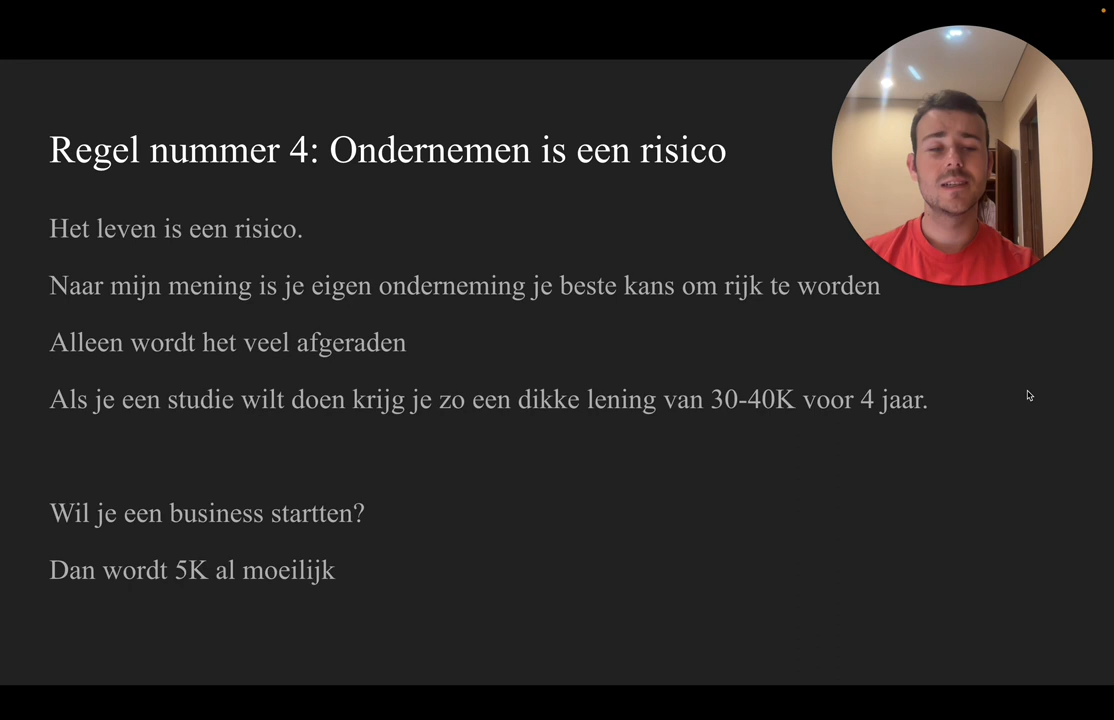 Regel nummer 4: Ondernemen is een risico
Het leven is een risico.
Naar mijn mening is je eigen onderneming je beste kans om rijk te worden
Alleen wordt het veel afgeraden
Als je een studie wilt doen krijg je zo een dikke lening van 30-40K voor 4 jaar.
Wil je een business startten?
Dan wordt 5K al moeilijk